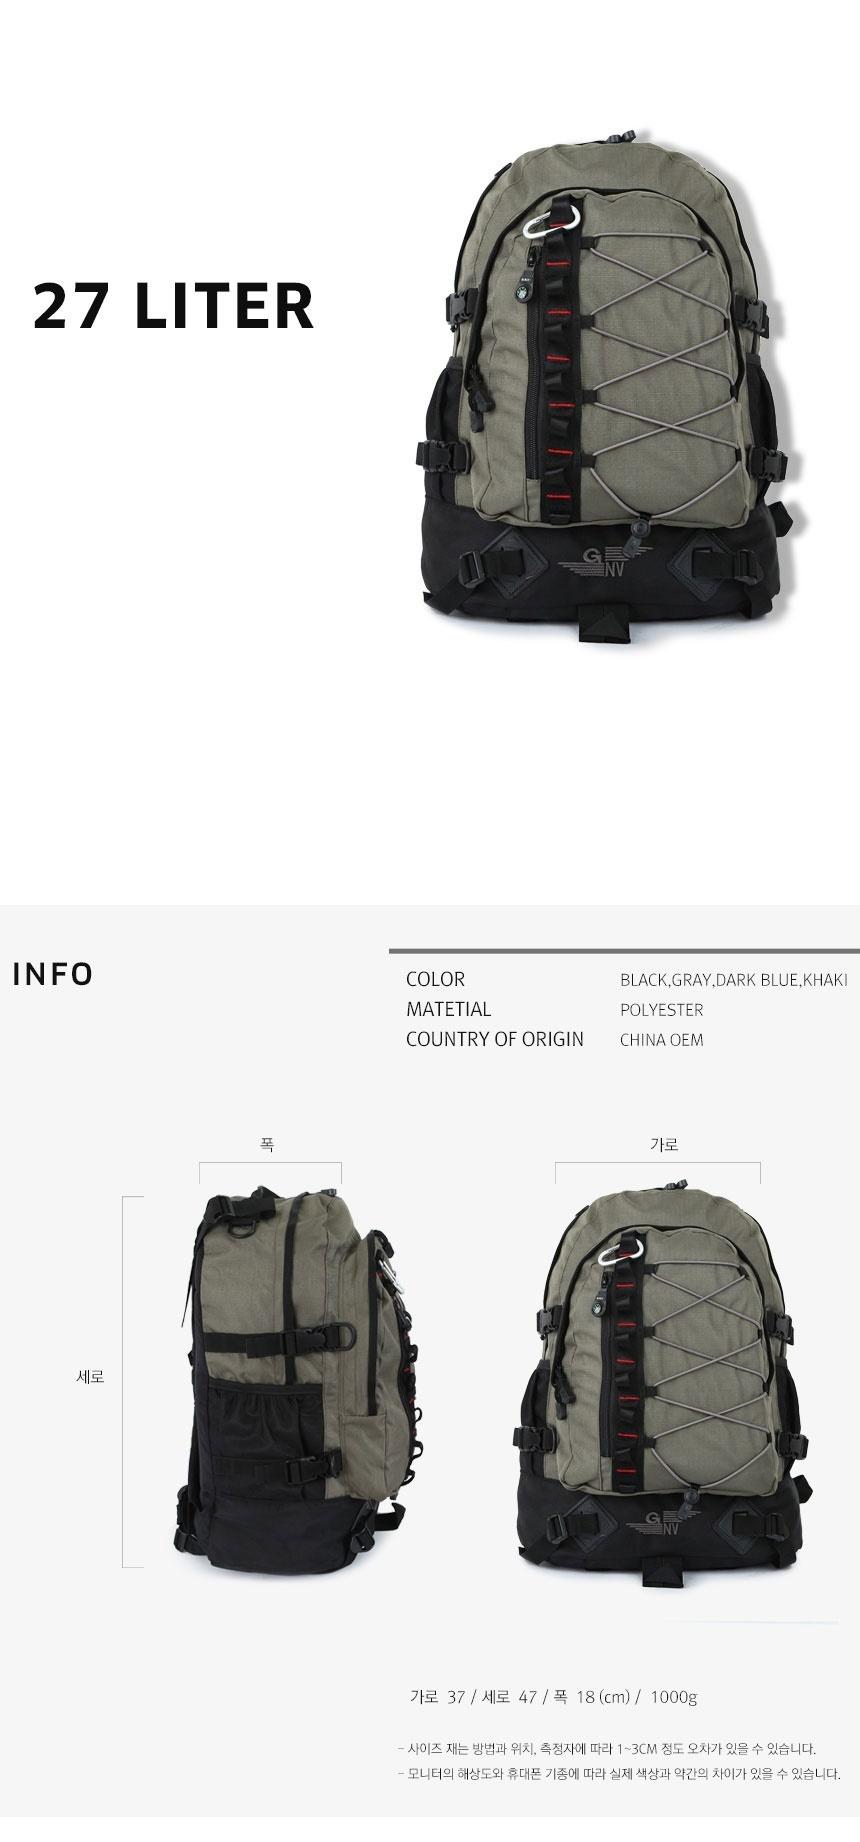 27 LITER
G
NV
INFO
COLOR BLACK,GRAY,DARK BLUE,KHAKI
MATETIAL POLYESTER
COUNTRY OF ORIGIN CHINA OEM
폭
가로
세로
G
NV
가로 37 / 세로 47 / 폭 18 (cm) / 1000g
- 사이즈 재는 방법과 위치, 측정자에 따라 1~3CM 정도 오차가 있을 수 있습니다.
- 모니터의 해상도와 휴대폰 기종에 따라 실제 색상과 약간의 차이가 있을 수 있습니다.